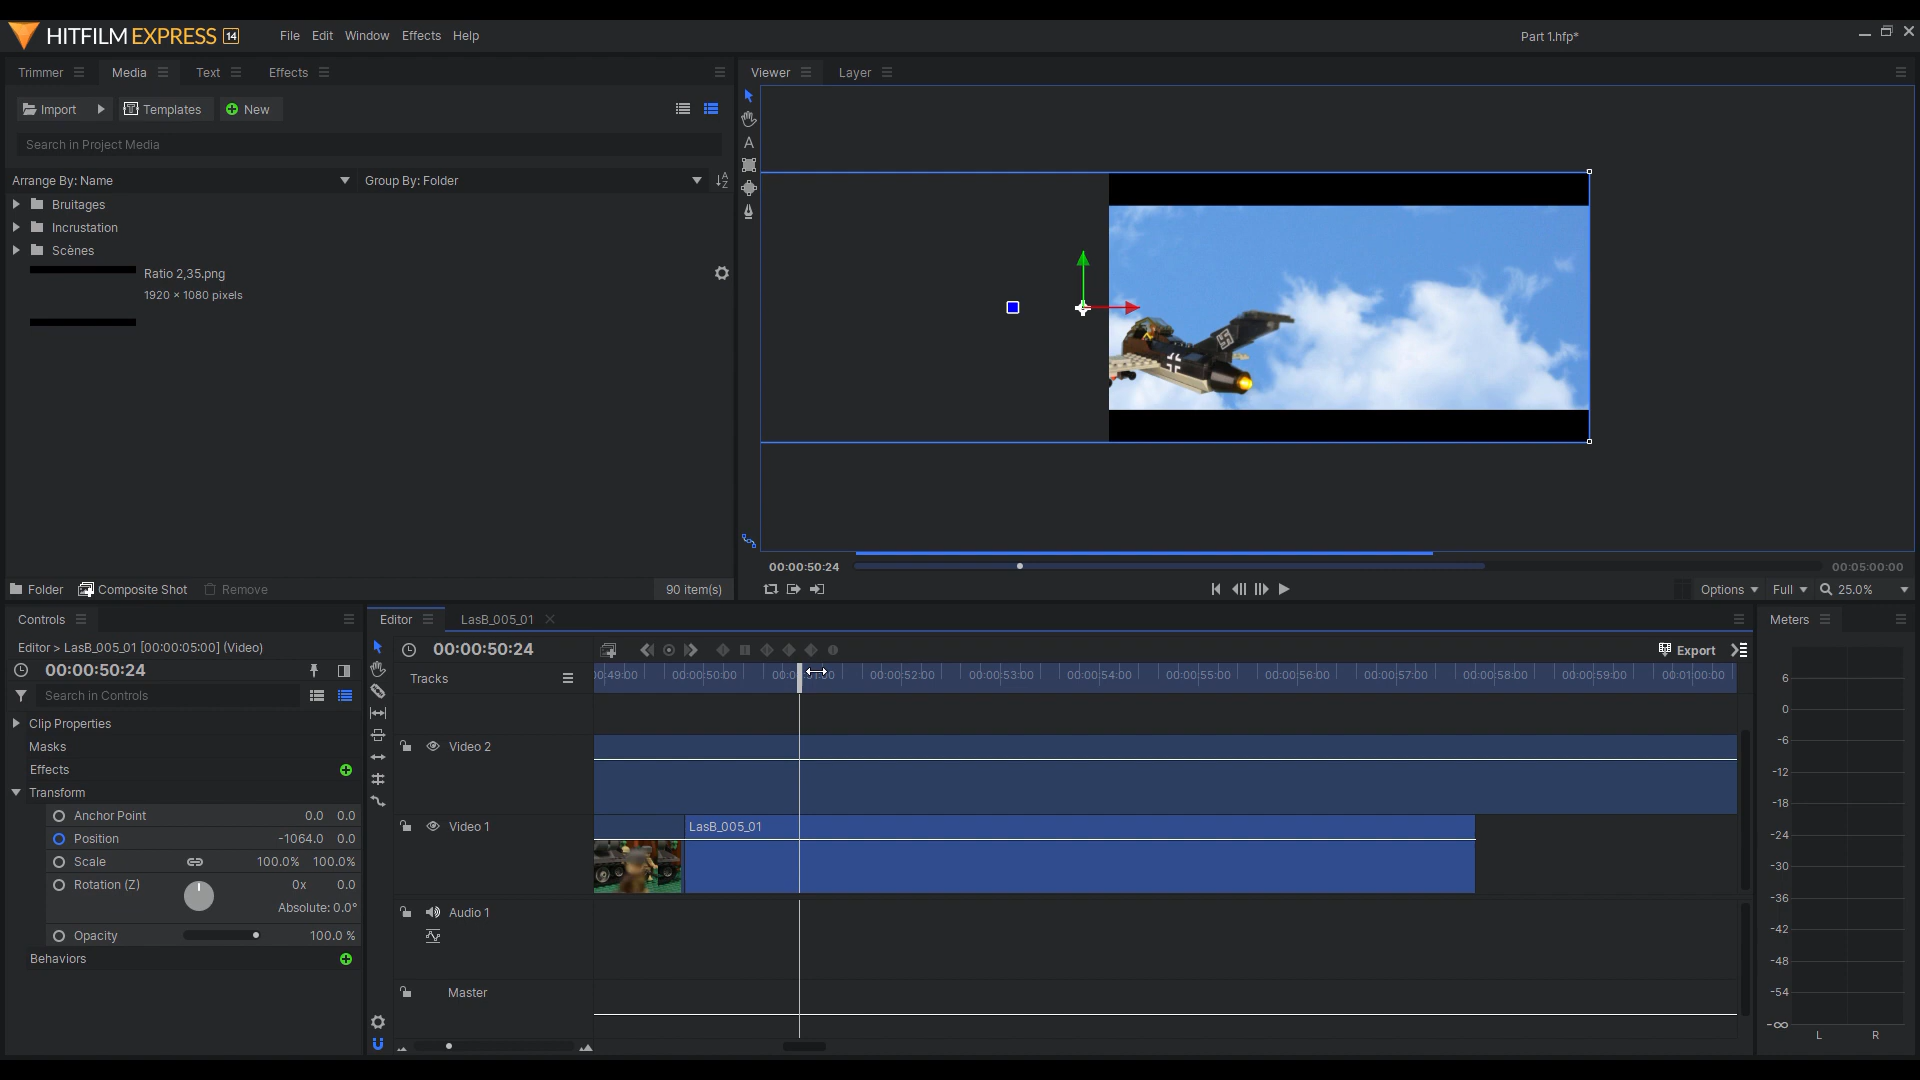 HITFILM EXPRESS 14
File Edit Window Effects Help
Part 1.hfp*
Trimmer Media Text Effects
Import Templates New
Search in Project Media
Arrange By: Name Group By: Folder
Bruitages
Incrustation
Scènes
Ratio 2,35.png
1920 × 1080 pixels
Folder Composite Shot Remove 90 item(s)
Viewer Layer
A
00:00:50:24 00:05:00:00
Options Full 25.0%
Controls
Editor > LasB_005_01 [00:00:05:00] (Video)
00:00:50:24
Search in Controls
Clip Properties
Masks
Effects
Transform
Anchor Point 0.0 0.0
Position -1064.0 0.0
Scale 100.0% 100.0%
Rotation (Z) 0x 0.0
Absolute: 0.0°
Opacity 100.0 %
Behaviors
Editor LasB_005_01
00:00:50:24 Export
Tracks
00:00:50:00 00:00:52:00 00:00:53:00 00:00:54:00 00:00:55:00 00:00:56:00 00:00:57:00 00:00:58:00 00:00:59:00 00:01:00:00
Video 2
Video 1 LasB_005_01
Audio 1
Master
Meters
6
0
-6
-12
-18
-24
-30
-36
-42
-48
-54
-∞
L R